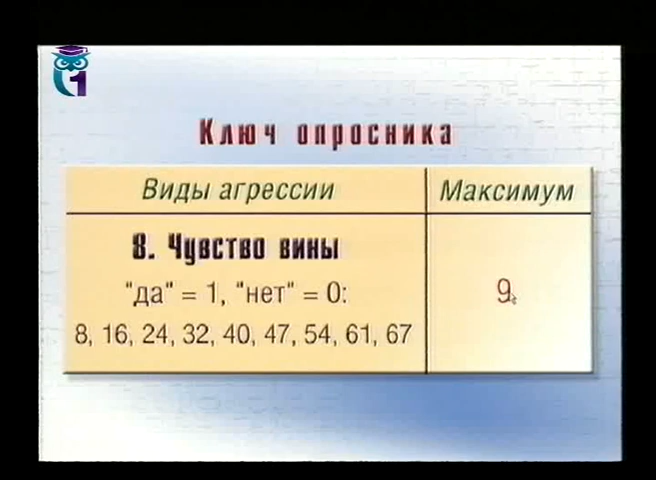 1
Ключ опросника
Виды агрессии
Максимум
8. Чувство вины
"да" = 1, "нет" = 0:
8, 16, 24, 32, 40, 47, 54, 61, 67
9